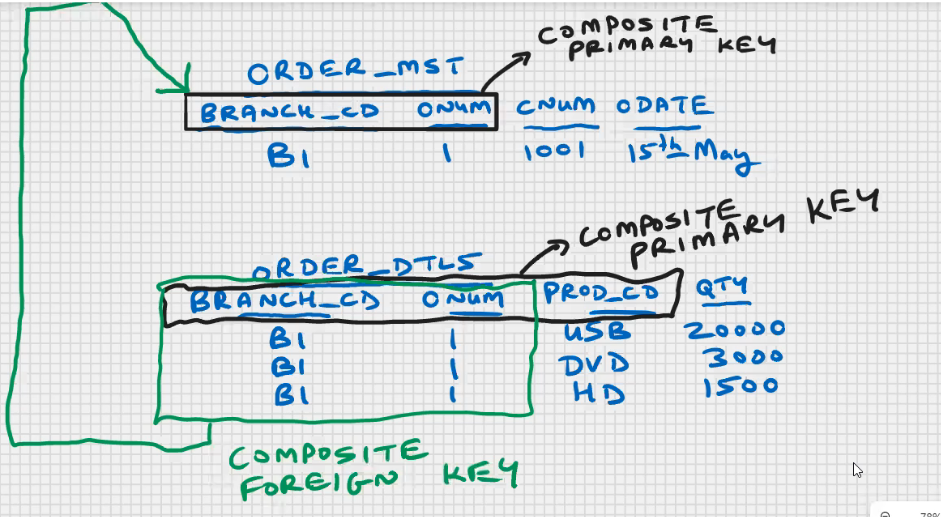 COMPOSITE
PRIMARY KEY
ORDER_MST
BRANCH_CD ONUM CNUM ODATE
B1 1 1001 15th May
COMPOSITE
PRIMARY KEY
ORDER_DTLS
BRANCH_CD ONUM PROD_CD QTY
B1 1 USB 20000
B1 1 DVD 3000
B1 1 HD 1500
COMPOSITE
FOREIGN KEY
78%